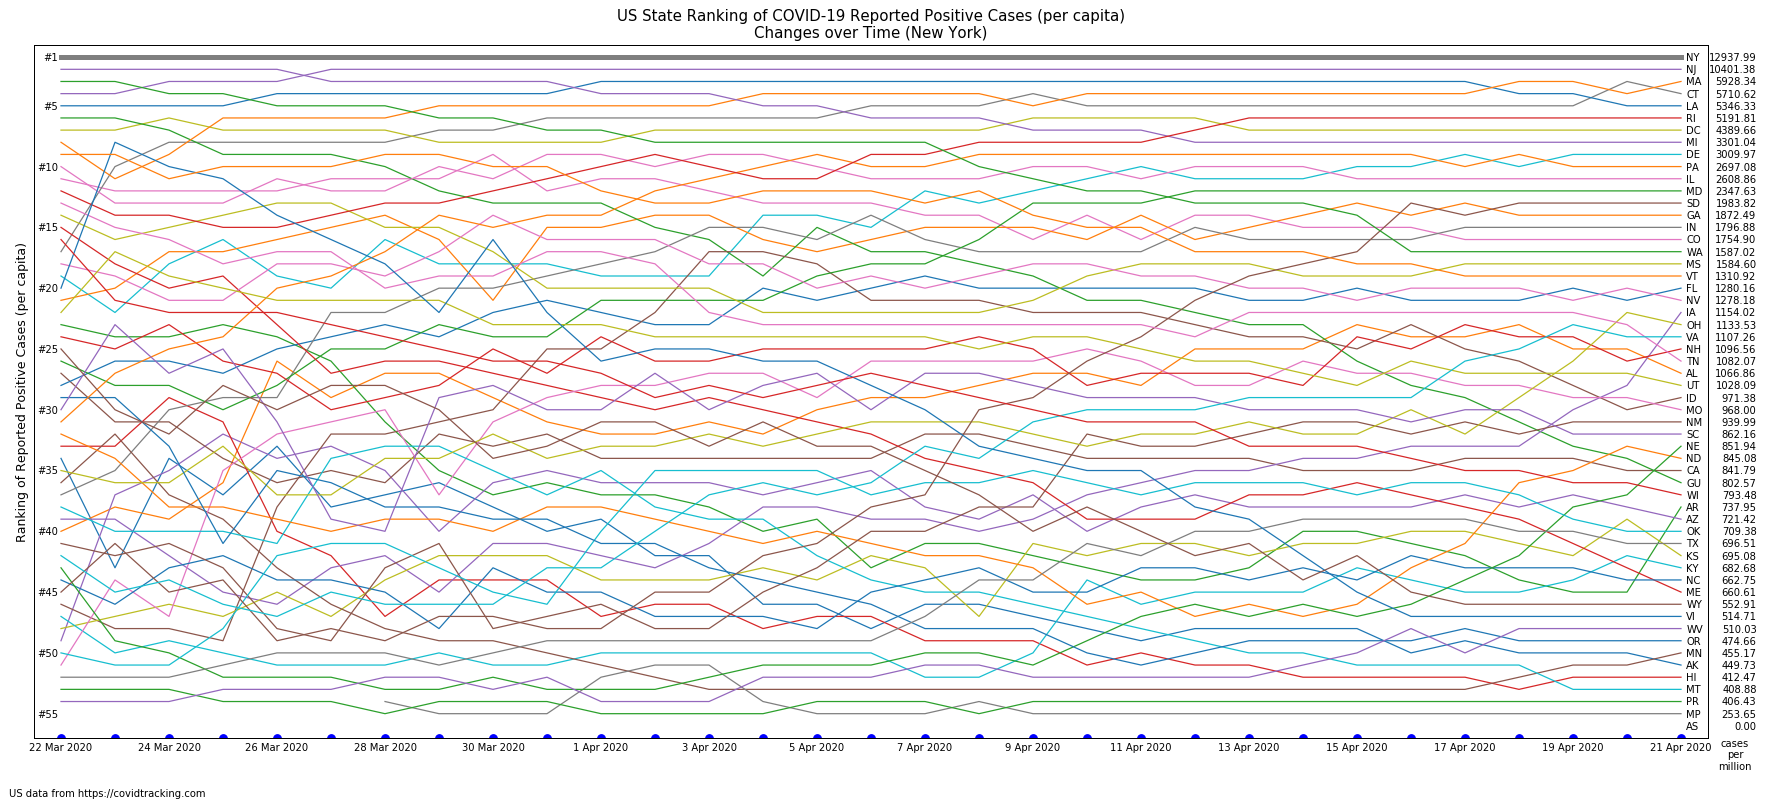 US State Ranking of COVID-19 Reported Positive Cases (per capita)
Changes over Time (New York)
Ranking of Reported Positive Cases (per capita)
#1
#5
#10
#15
#20
#25
#30
#35
#40
#45
#50
#55
NY 12937.99
NJ 10401.38
MA 5928.34
CT 5710.62
LA 5346.33
RI 5191.81
DC 4389.66
MI 3301.04
DE 3009.97
PA 2697.08
IL 2608.86
MD 2347.63
SD 1983.82
GA 1872.49
IN 1796.88
CO 1754.90
WA 1587.02
MS 1584.60
VT 1310.92
FL 1280.16
NV 1278.18
IA 1154.02
OH 1133.53
VA 1107.26
NH 1096.56
TN 1082.07
AL 1066.86
UT 1028.09
ID 971.38
MO 968.00
NM 939.99
SC 862.16
NE 851.94
ND 845.08
CA 841.79
GU 802.57
WI 793.48
AR 737.95
AZ 721.42
OK 709.38
TX 696.51
KS 695.08
KY 682.68
NC 662.75
ME 660.61
WY 552.91
VI 514.71
WV 510.03
OR 474.66
MN 455.17
AK 449.73
HI 412.47
MT 408.88
PR 406.43
MP 253.65
AS 0.00
22 Mar 2020 24 Mar 2020 26 Mar 2020 28 Mar 2020 30 Mar 2020 1 Apr 2020 3 Apr 2020 5 Apr 2020 7 Apr 2020 9 Apr 2020 11 Apr 2020 13 Apr 2020 15 Apr 2020 17 Apr 2020 19 Apr 2020 21 Apr 2020
cases
per
million
US data from https://covidtracking.com